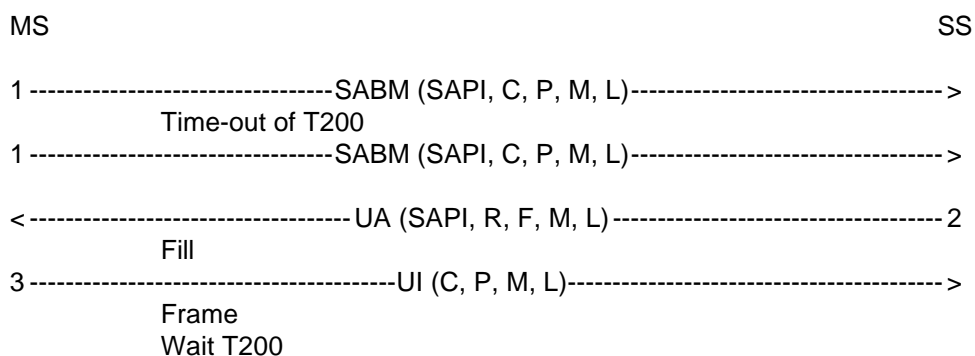 MS SS
1 ----------------------------------SABM (SAPI, C, P, M, L)----------------------------------- >
Time-out of T200
1 ----------------------------------SABM (SAPI, C, P, M, L)----------------------------------- >
< ------------------------------------ UA (SAPI, R, F, M, L) ------------------------------------- 2
Fill
3 -----------------------------------------UI (C, P, M, L)------------------------------------------ >
Frame
Wait T200